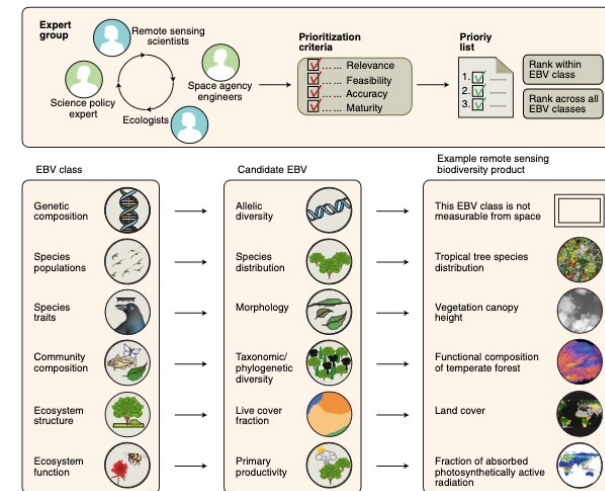 Expert
group
Remote sensing
scientists
Space agency
engineers
Science policy
expert
Ecologists
Prioritization
criteria
...... Relevance
...... Feasibility
...... Accuracy
...... Maturity
Prioriy
list
1.
2.
3.
Rank within
EBV class
Rank across all
EBV classes
EBV class
Candidate EBV
Example remote sensing
biodiversity product
Genetic
composition
Allelic
diversity
This EBV class is not
measurable from space
Species
populations
Species
distribution
Tropical tree species
distribution
Species
traits
Morphology
Vegetation canopy
height
Community
composition
Taxonomic/
phylogenetic
diversity
Functional composition
of temperate forest
Ecosystem
structure
Live cover
fraction
Land cover
Ecosystem
function
Primary
productivity
Fraction of absorbed
photosynthetically active
radiation